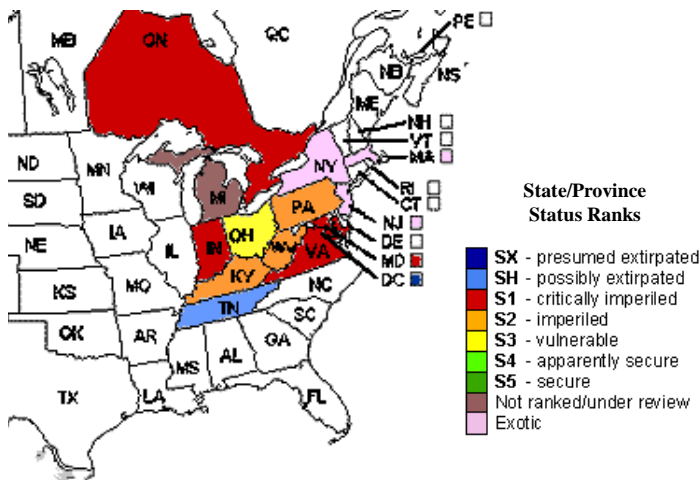 PE
QC
MB
ON
NB
NS
ME
NH
VT
MA
ND
MN
SD
WI
MI
NY
RI
CT
NE
IA
IL
IN
OH
PA
NJ
DE
MD
DC
WV
VA
KS
MO
KY
NC
TN
OK
AR
SC
MS
AL
GA
TX
LA
FL
State/Province
Status Ranks
SX - presumed extirpated
SH - possibly extirpated
S1 - critically imperiled
S2 - imperiled
S3 - vulnerable
S4 - apparently secure
S5 - secure
Not ranked/under review
Exotic